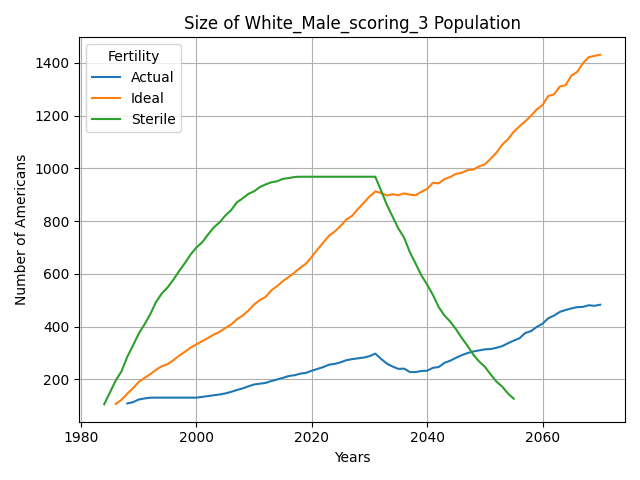 Size of White_Male_scoring_3 Population
Fertility
Actual
Ideal
Sterile
Number of Americans
1400
1200
1000
800
600
400
200
1980
2000
2020
2040
2060
Years